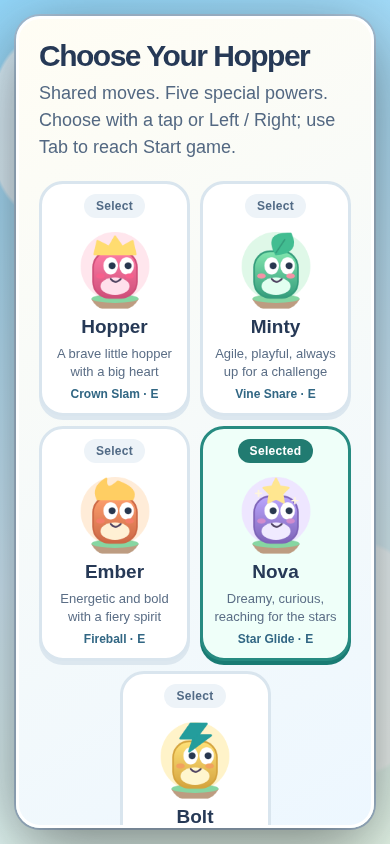 Choose Your Hopper
Shared moves. Five special powers.
Choose with a tap or Left / Right; use
Tab to reach Start game.
Select
Hopper
A brave little hopper
with a big heart
Crown Slam · E
Select
Minty
Agile, playful, always
up for a challenge
Vine Snare · E
Select
Ember
Energetic and bold
with a fiery spirit
Fireball · E
Selected
Nova
Dreamy, curious,
reaching for the stars
Star Glide · E
Select
Bolt